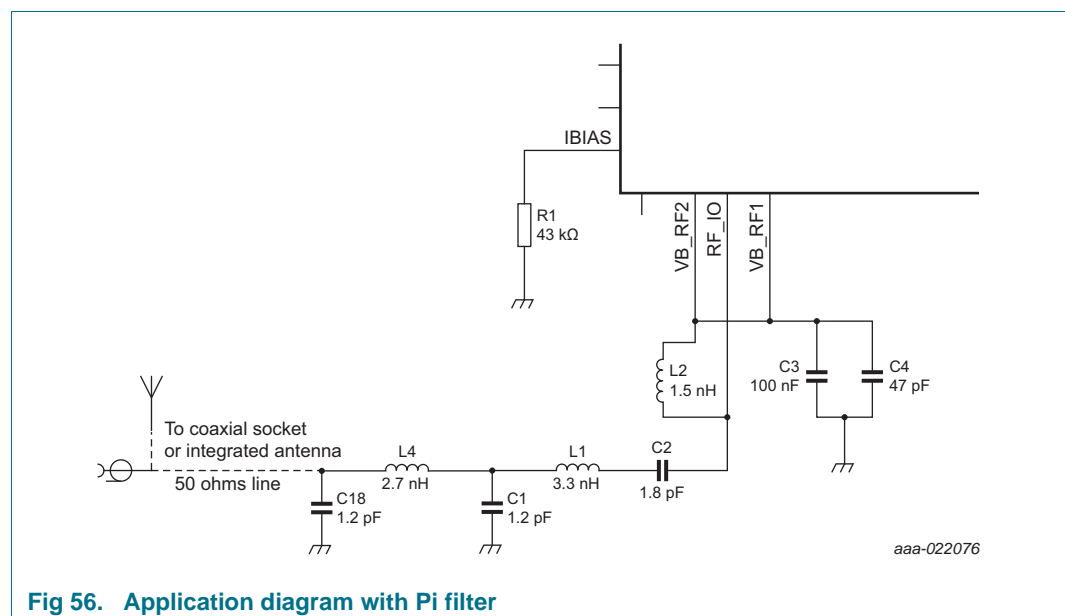 IBIAS
R1
43 kΩ
VB_RF2
RF_IO
VB_RF1
L2
1.5 nH
C3
100 nF
C4
47 pF
To coaxial socket
or integrated antenna
50 ohms line
L4
2.7 nH
L1
3.3 nH
C2
1.8 pF
C18
1.2 pF
C1
1.2 pF
aaa-022076
Fig 56. Application diagram with Pi filter